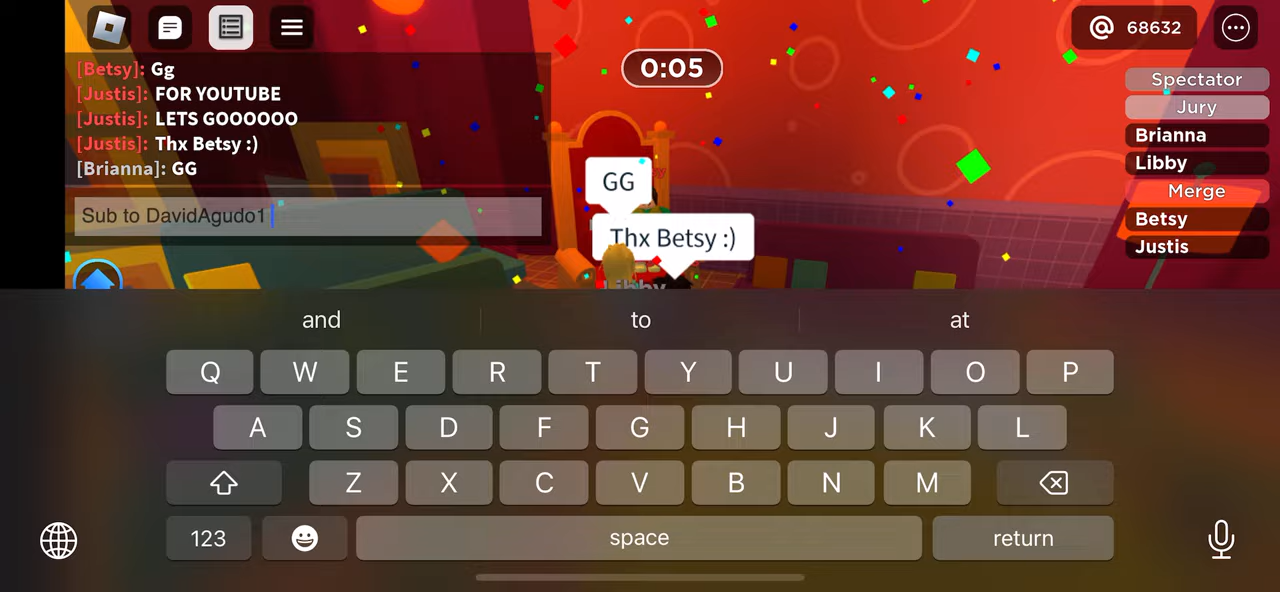 68632
0:05
[Betsy]: Gg
[Justis]: FOR YOUTUBE
[Justis]: LETS GOOOOOO
[Justis]: Thx Betsy :)
[Brianna]: GG
Sub to DavidAgudo1
GG
Thx Betsy :)
Libby
Spectator
Jury
Brianna
Libby
Merge
Betsy
Justis
and to at
Q W E R T Y U I O P
A S D F G H J K L
Z X C V B N M
123 space return